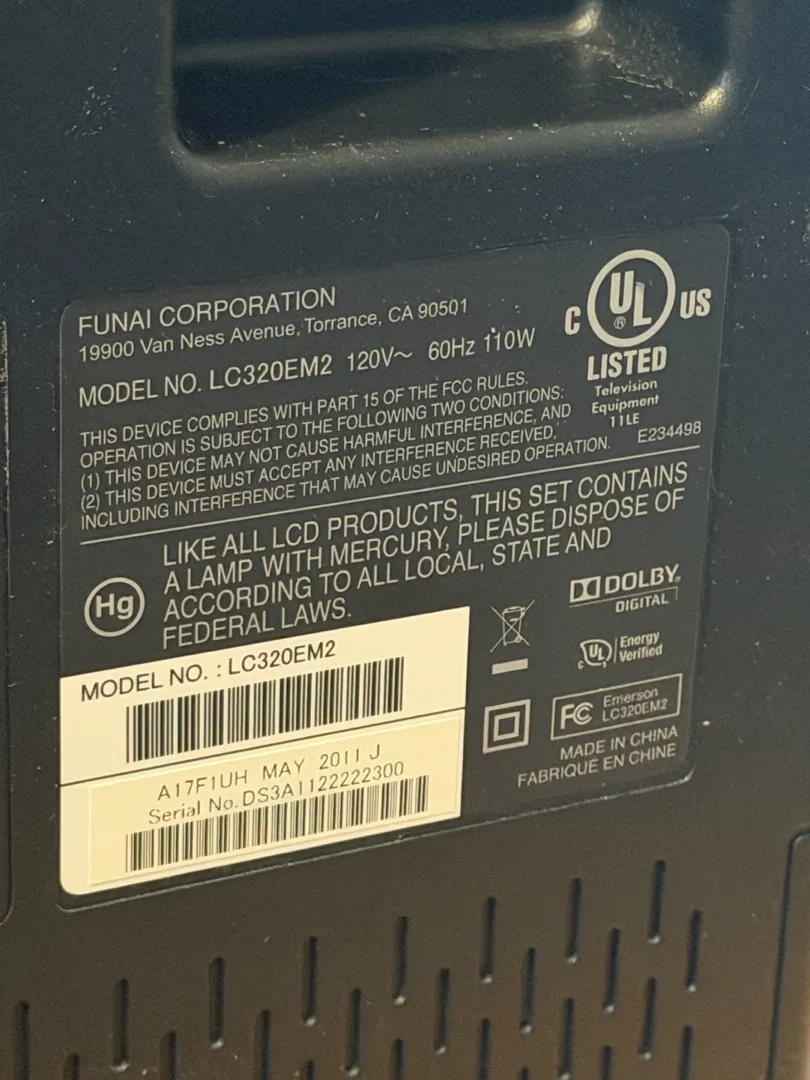 FUNAI CORPORATION
19900 Van Ness Avenue, Torrance, CA 90501
MODEL NO. LC320EM2 120V~ 60Hz 110W
C UL ® US
LISTED
Television
Equipment
11LE
E234498
THIS DEVICE COMPLIES WITH PART 15 OF THE FCC RULES.
OPERATION IS SUBJECT TO THE FOLLOWING TWO CONDITIONS:
(1) THIS DEVICE MAY NOT CAUSE HARMFUL INTERFERENCE, AND
(2) THIS DEVICE MUST ACCEPT ANY INTERFERENCE RECEIVED,
INCLUDING INTERFERENCE THAT MAY CAUSE UNDESIRED OPERATION.
Hg
LIKE ALL LCD PRODUCTS, THIS SET CONTAINS
A LAMP WITH MERCURY, PLEASE DISPOSE OF
ACCORDING TO ALL LOCAL, STATE AND
FEDERAL LAWS.
DOLBY®
DIGITAL
c UL Energy
Verified
FC Emerson
LC320EM2
MADE IN CHINA
FABRIQUÉ EN CHINE
MODEL NO. : LC320EM2
A17F1UH MAY 2011 J
Serial No. DS3A1122222300